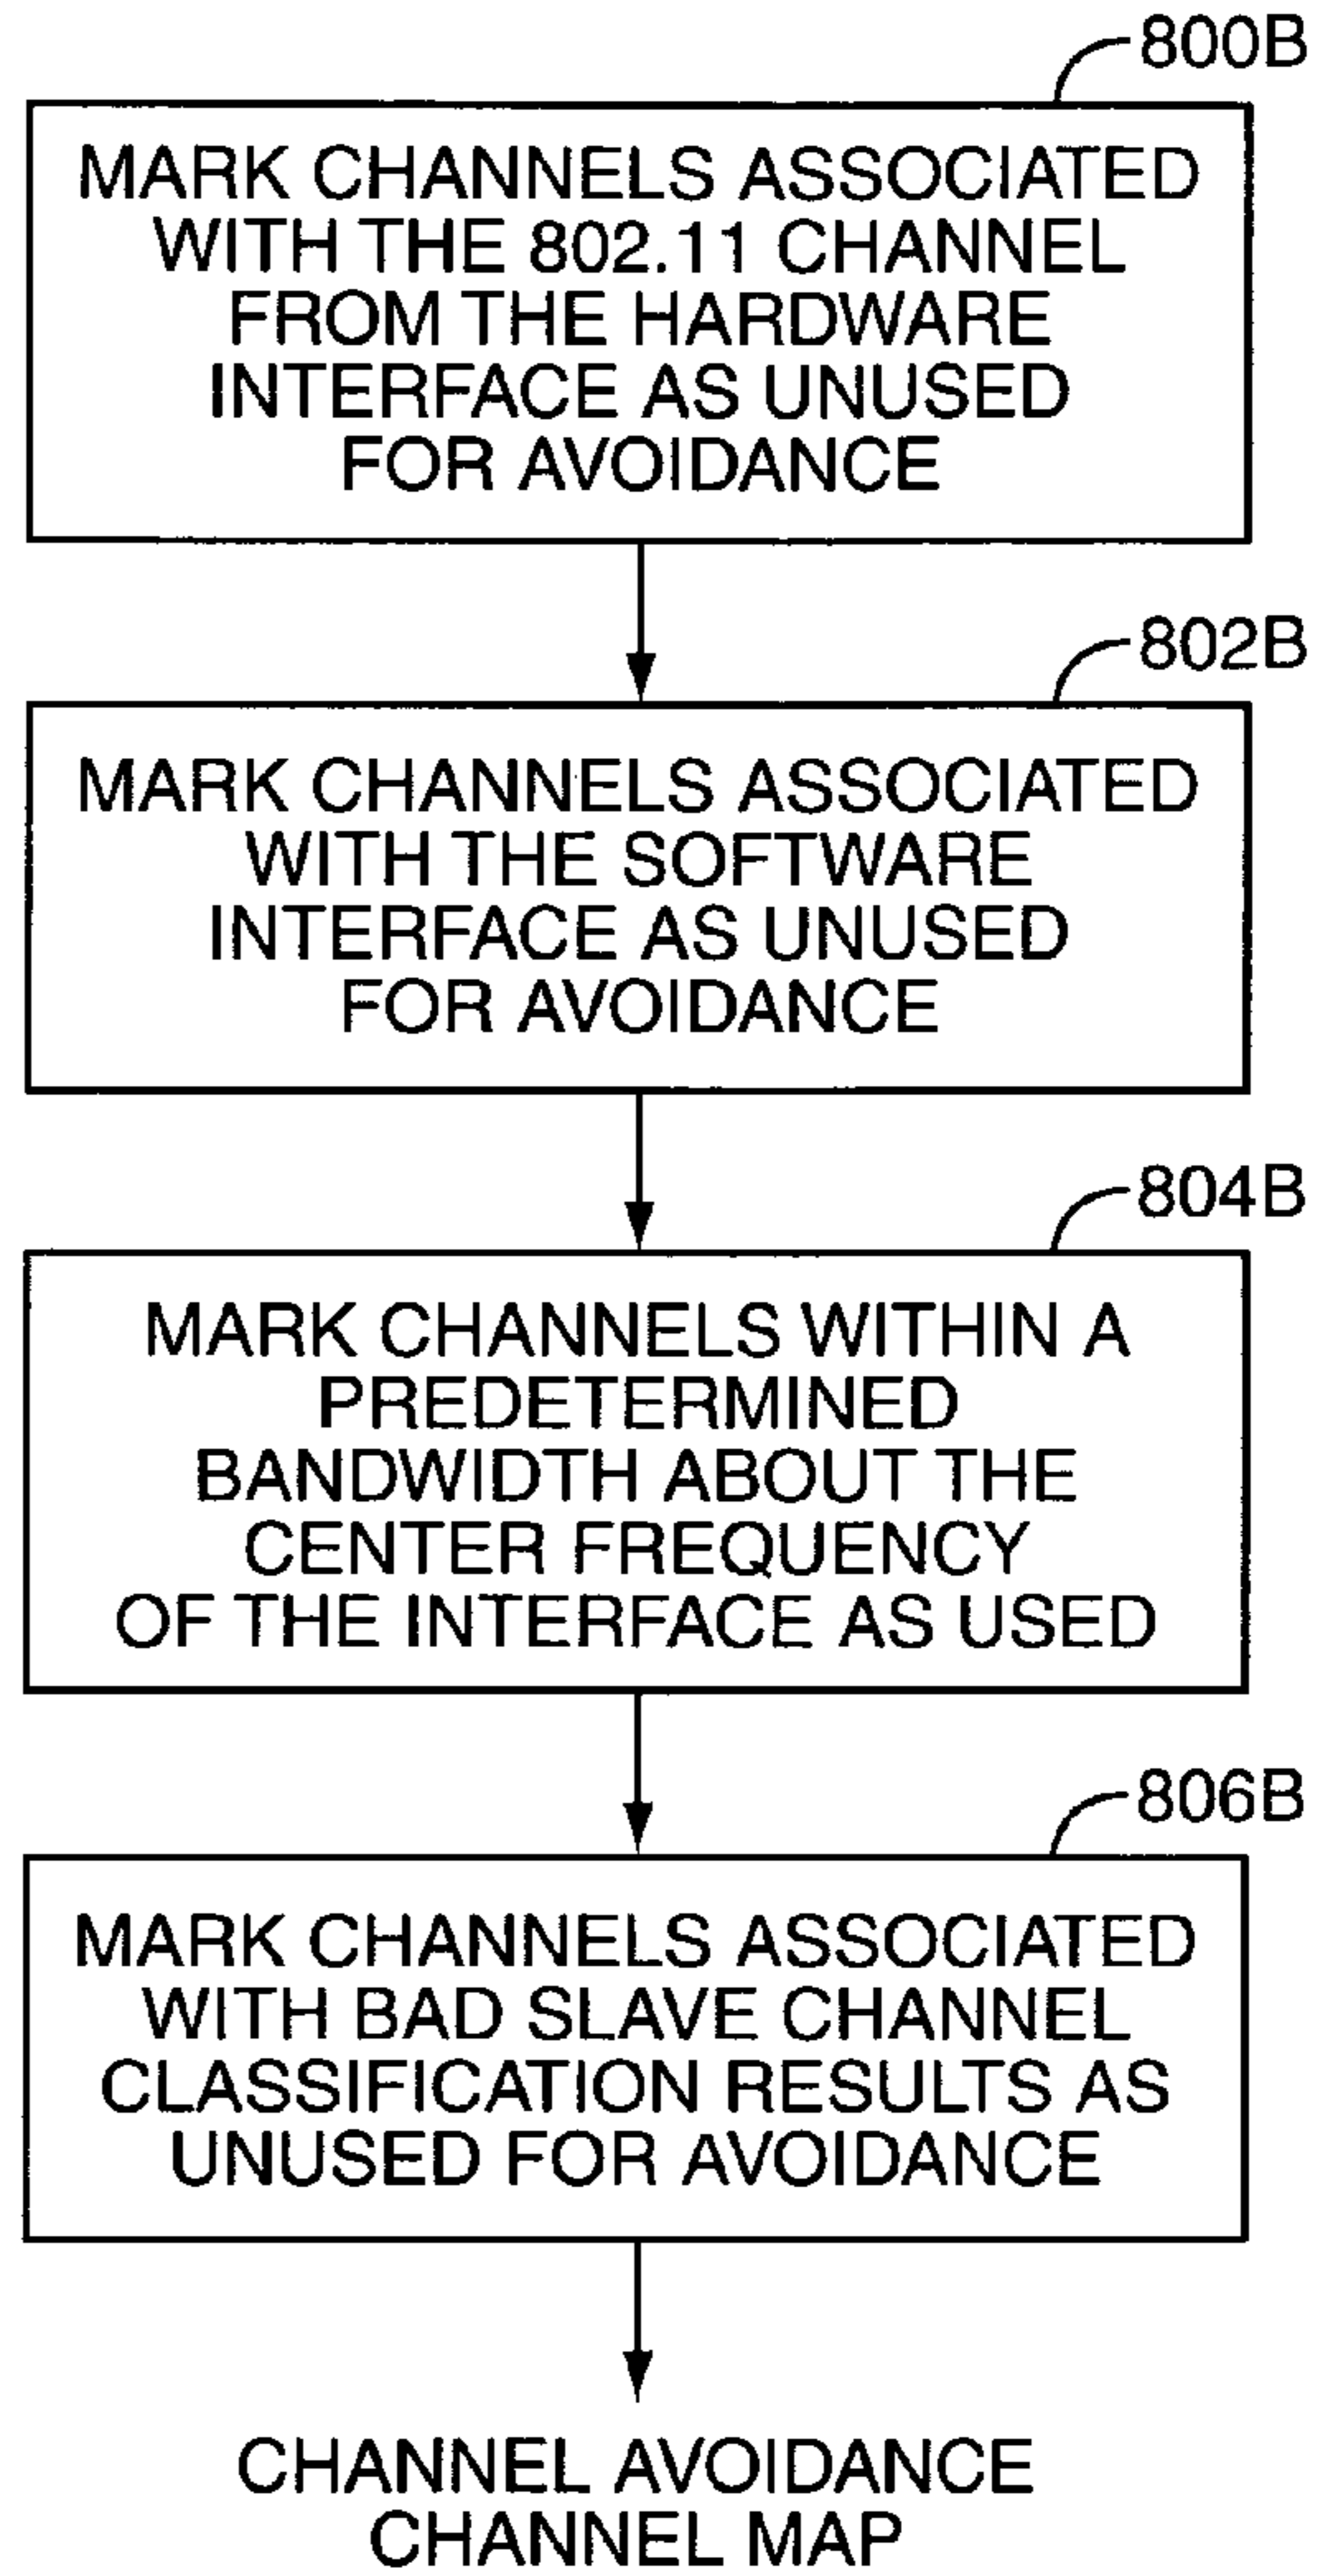 800B
MARK CHANNELS ASSOCIATED
WITH THE 802.11 CHANNEL
FROM THE HARDWARE
INTERFACE AS UNUSED
FOR AVOIDANCE
802B
MARK CHANNELS ASSOCIATED
WITH THE SOFTWARE
INTERFACE AS UNUSED
FOR AVOIDANCE
804B
MARK CHANNELS WITHIN A
PREDETERMINED
BANDWIDTH ABOUT THE
CENTER FREQUENCY
OF THE INTERFACE AS USED
806B
MARK CHANNELS ASSOCIATED
WITH BAD SLAVE CHANNEL
CLASSIFICATION RESULTS AS
UNUSED FOR AVOIDANCE
CHANNEL AVOIDANCE
CHANNEL MAP